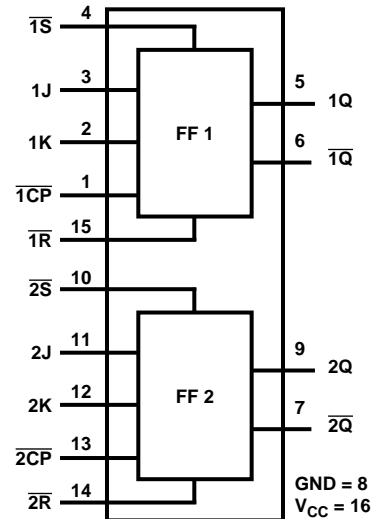 1S̅ 4
1J 3
1K 2
1CP 1
1R 15
FF 1
5 1Q
6 1Q
2S 10
2J 11
2K 12
2CP 13
2R 14
FF 2
9 2Q
7 2Q
GND = 8
VCC = 16